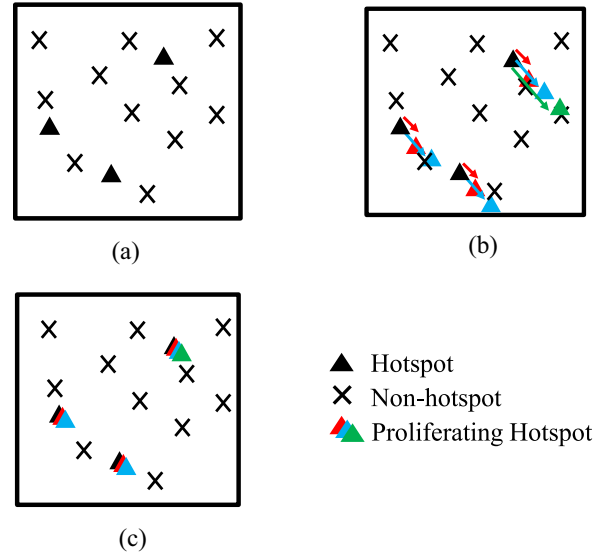 (a)
(b)
Hotspot
Non-hotspot
Proliferating Hotspot
(c)